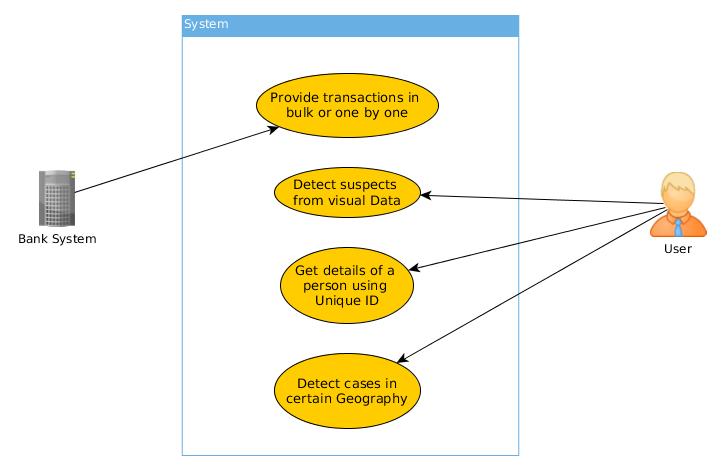 System
Provide transactions in
bulk or one by one
Detect suspects
from visual Data
Bank System
User
Get details of a
person using
Unique ID
Detect cases in
certain Geography